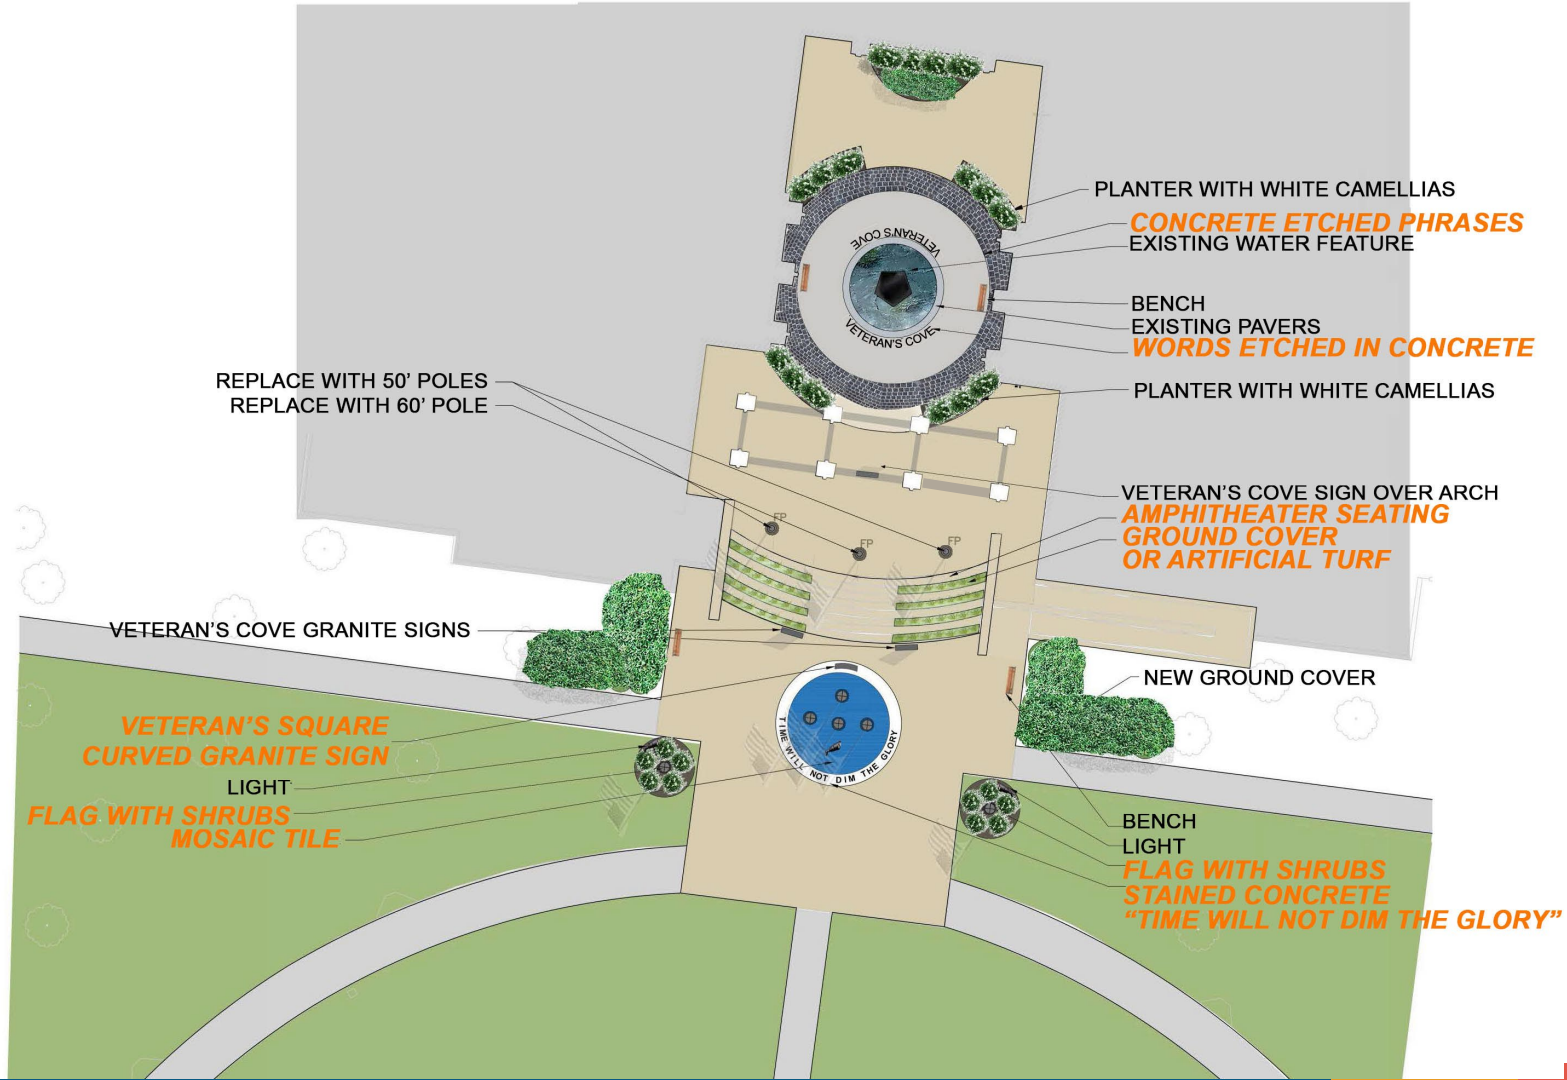 PLANTER WITH WHITE CAMELLIAS
CONCRETE ETCHED PHRASES
EXISTING WATER FEATURE
VETERAN'S COVE
BENCH
EXISTING PAVERS
VETERAN'S COVE
WORDS ETCHED IN CONCRETE
REPLACE WITH 50' POLES
REPLACE WITH 60' POLE
PLANTER WITH WHITE CAMELLIAS
VETERAN'S COVE SIGN OVER ARCH
AMPHITHEATER SEATING
GROUND COVER
OR ARTIFICIAL TURF
FP
FP
FP
VETERAN'S COVE GRANITE SIGNS
NEW GROUND COVER
VETERAN'S SQUARE
CURVED GRANITE SIGN
LIGHT
FLAG WITH SHRUBS
MOSAIC TILE
TIME WILL NOT DIM THE GLORY
BENCH
LIGHT
FLAG WITH SHRUBS
STAINED CONCRETE
“TIME WILL NOT DIM THE GLORY”